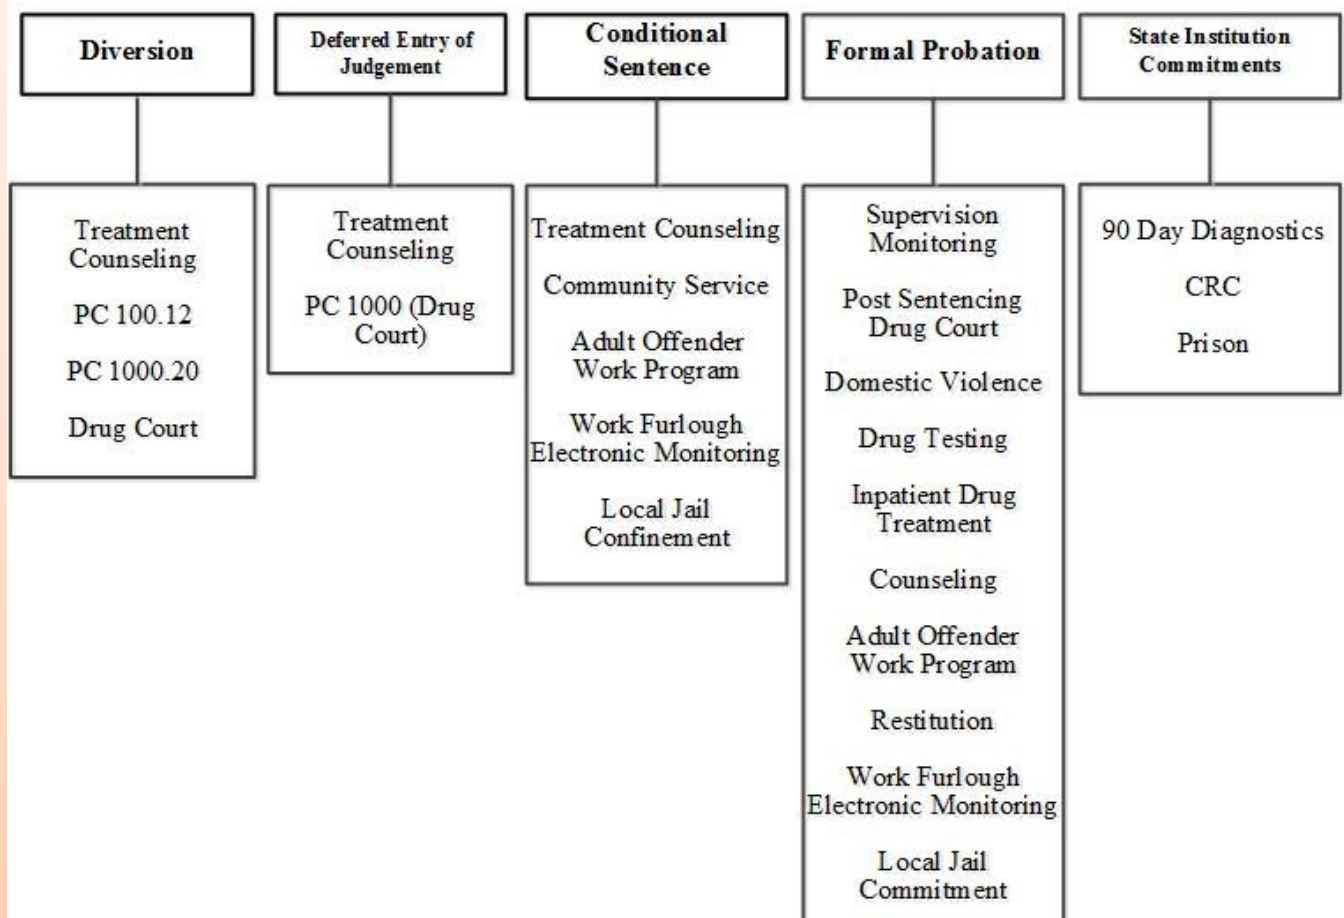 Diversion
Treatment
Counseling
PC 100.12
PC 1000.20
Drug Court
Deferred Entry of
Judgement
Treatment
Counseling
PC 1000 (Drug
Court)
Conditional
Sentence
Treatment Counseling
Community Service
Adult Offender
Work Program
Work Furlough
Electronic Monitoring
Local Jail
Confinement
Formal Probation
Supervision
Monitoring
Post Sentencing
Drug Court
Domestic Violence
Drug Testing
Inpatient Drug
Treatment
Counseling
Adult Offender
Work Program
Restitution
Work Furlough
Electronic Monitoring
Local Jail
Commitment
State Institution
Commitments
90 Day Diagnostics
CRC
Prison